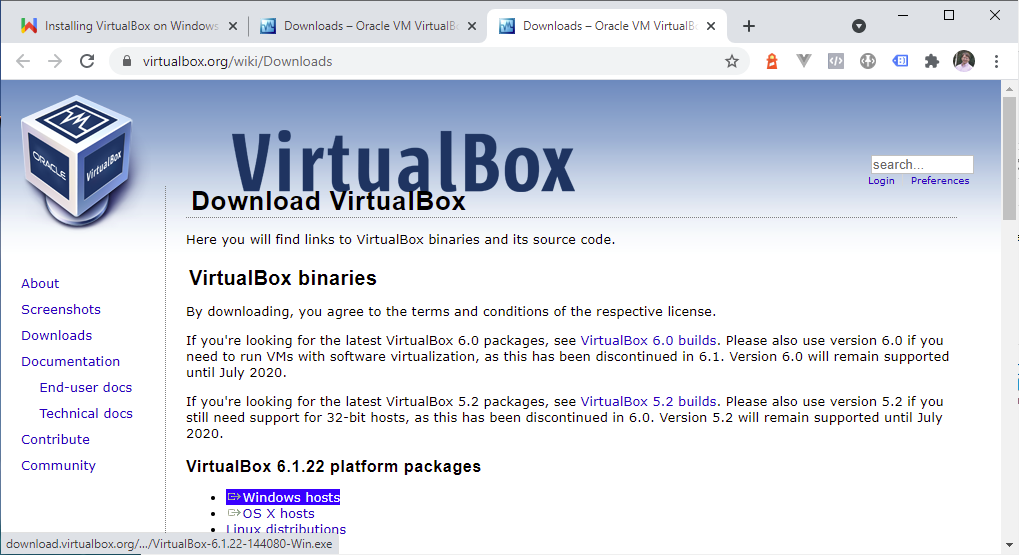 Installing VirtualBox on Windows
Downloads – Oracle VM VirtualB
Downloads – Oracle VM VirtualB
virtualbox.org/wiki/Downloads
ORACLE
VirtualBox
VirtualBox
search...
Login Preferences
Download VirtualBox
Here you will find links to VirtualBox binaries and its source code.
VirtualBox binaries
By downloading, you agree to the terms and conditions of the respective license.
If you're looking for the latest VirtualBox 6.0 packages, see VirtualBox 6.0 builds. Please also use version 6.0 if you
need to run VMs with software virtualization, as this has been discontinued in 6.1. Version 6.0 will remain supported
until July 2020.
If you're looking for the latest VirtualBox 5.2 packages, see VirtualBox 5.2 builds. Please also use version 5.2 if you
still need support for 32-bit hosts, as this has been discontinued in 6.0. Version 5.2 will remain supported until July
2020.
VirtualBox 6.1.22 platform packages
Windows hosts
OS X hosts
Linux distributions
About
Screenshots
Downloads
Documentation
End-user docs
Technical docs
Contribute
Community
download.virtualbox.org/.../VirtualBox-6.1.22-144080-Win.exe